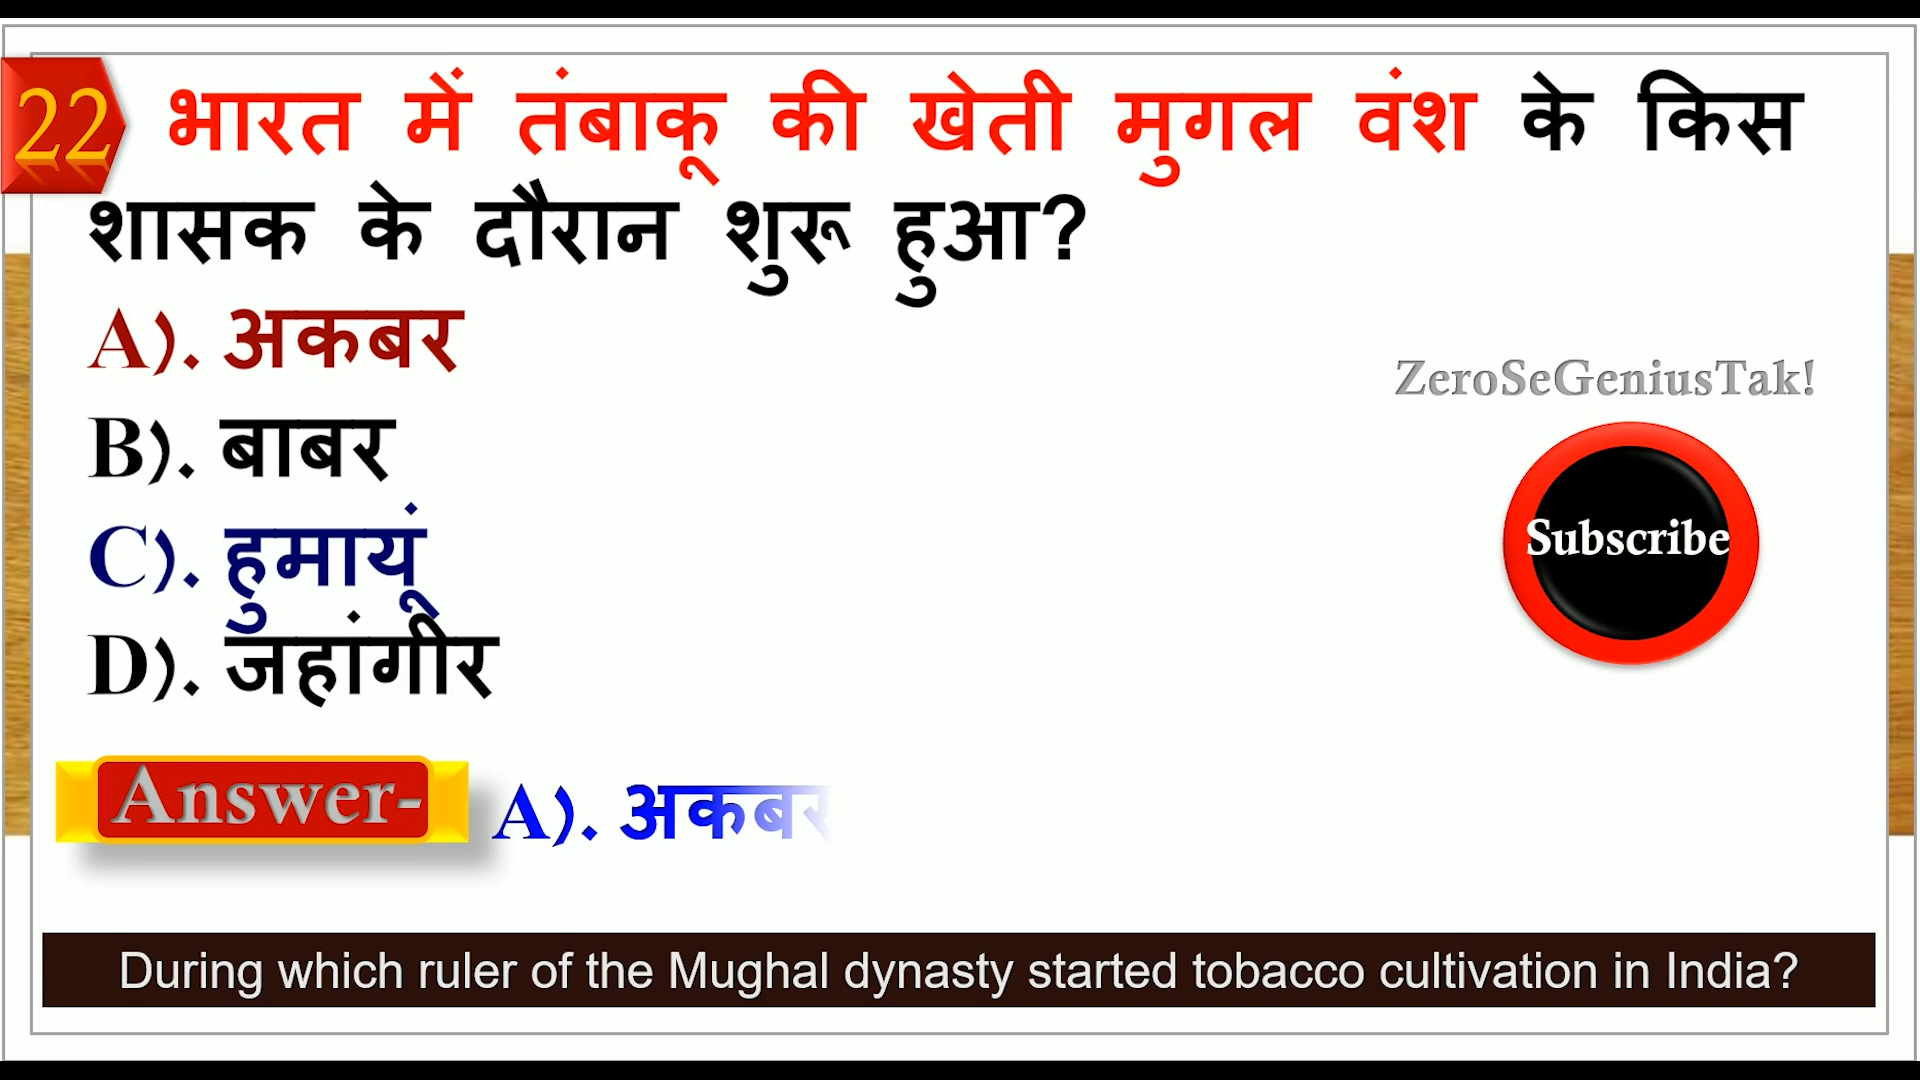 22 भारत में तंबाकू की खेती मुगल वंश के किस
शासक के दौरान शुरू हुआ?
A). अकबर
B). बाबर
C). हुमायूं
D). जहांगीर
ZeroSeGeniusTak!
Subscribe
Answer- A). अकबर
During which ruler of the Mughal dynasty started tobacco cultivation in India?